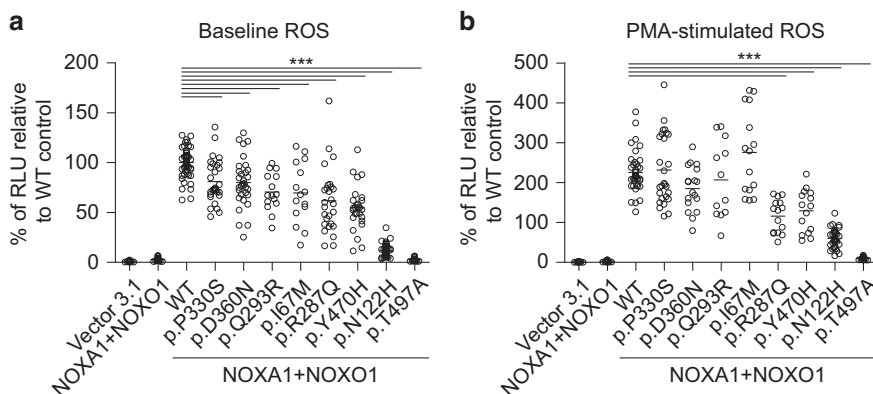 a
Baseline ROS
% of RLU relative
to WT control
200
150
100
50
0
***
Vector 3.1
NOXA1+NOXO1
WT
p.P330S
p.D360N
p.Q293R
p.I67M
p.R287Q
p.Y470H
p.N122H
p.T497A
NOXA1+NOXO1
b
PMA-stimulated ROS
% of RLU relative
to WT control
500
400
300
200
100
0
***
Vector 3.1
NOXA1+NOXO1
WT
p.P330S
p.D360N
p.Q293R
p.I67M
p.R287Q
p.Y470H
p.N122H
p.T497A
NOXA1+NOXO1